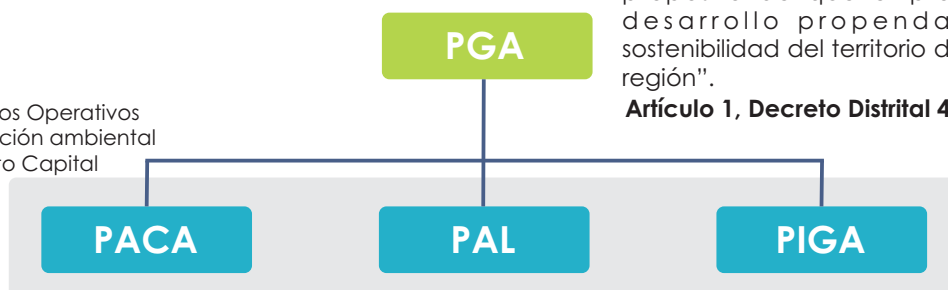 PGA
desarrollo propenda
sostenibilidad del territorio d
región”.
Artículo 1, Decreto Distrital 4
os Operativos
ción ambiental
o Capital
PACA
PAL
PIGA